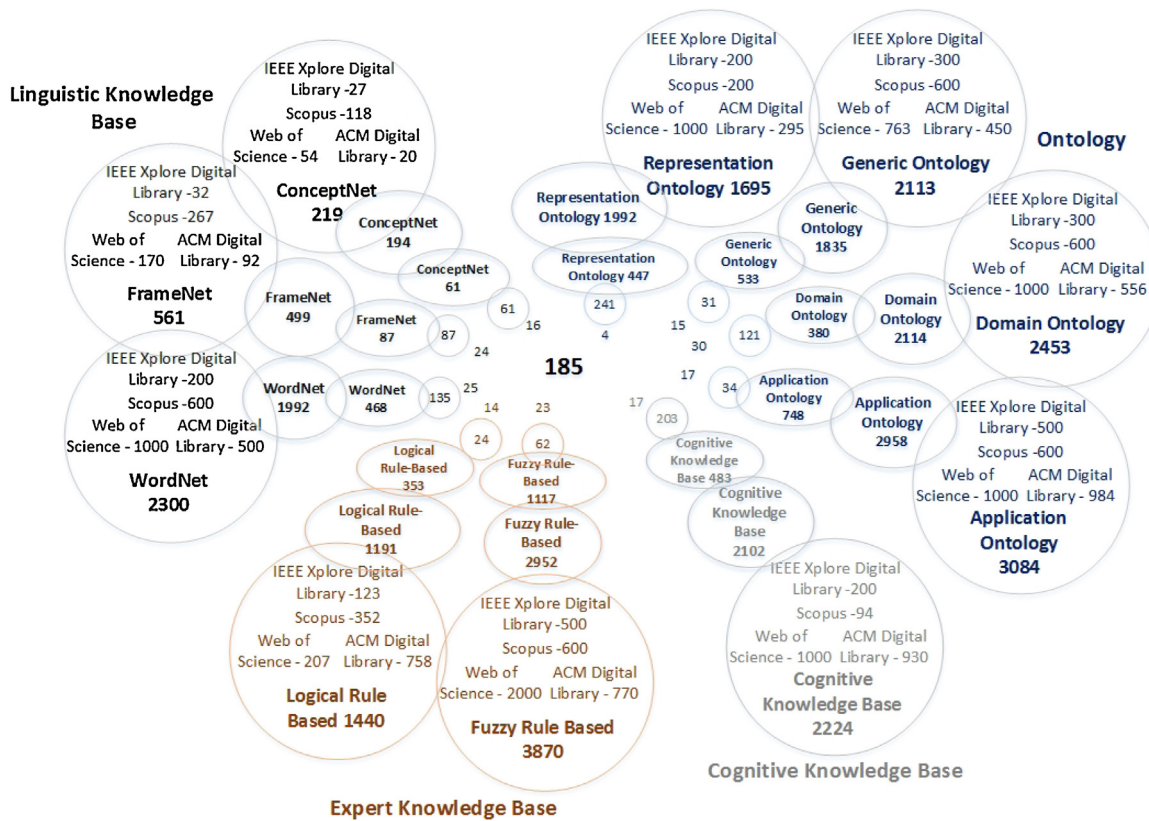 Linguistic Knowledge
Base
IEEE Xplore Digital
Library -27
Scopus -118
Web of ACM Digital
Science - 54 Library - 20
ConceptNet
219
ConceptNet
194
ConceptNet
61
61
16
IEEE Xplore Digital
Library -32
Scopus -267
Web of ACM Digital
Science - 170 Library - 92
FrameNet
561
FrameNet
499
FrameNet
87
87
24
IEEE Xplore Digital
Library -200
Scopus -600
Web of ACM Digital
Science - 1000 Library - 500
WordNet
2300
WordNet
1992
WordNet
468
135
25
Ontology
IEEE Xplore Digital
Library -200
Scopus -200
Web of ACM Digital
Science - 1000 Library - 295
Representation
Ontology 1695
Representation
Ontology 1992
Representation
Ontology 447
241
4
IEEE Xplore Digital
Library -300
Scopus -600
Web of ACM Digital
Science - 763 Library - 450
Generic Ontology
2113
Generic
Ontology
1835
Generic
Ontology
533
31
15
IEEE Xplore Digital
Library -300
Scopus -600
Web of ACM Digital
Science - 1000 Library - 556
Domain Ontology
2453
Domain
Ontology
2114
Domain
Ontology
380
121
30
IEEE Xplore Digital
Library -500
Scopus -600
Web of ACM Digital
Science - 1000 Library - 984
Application
Ontology
3084
Application
Ontology
2958
Application
Ontology
748
34
17
185
14
24
Logical
Rule-Based
353
Logical Rule-
Based
1191
IEEE Xplore Digital
Library -123
Scopus -352
Web of ACM Digital
Science - 207 Library - 758
Logical Rule
Based 1440
23
62
Fuzzy Rule-
Based
1117
Fuzzy Rule-
Based
2952
IEEE Xplore Digital
Library -500
Scopus -600
Web of ACM Digital
Science - 2000 Library - 770
Fuzzy Rule Based
3870
Expert Knowledge Base
17
203
Cognitive
Knowledge
Base 483
Cognitive
Knowledge
Base
2102
IEEE Xplore Digital
Library -200
Scopus -94
Web of ACM Digital
Science - 1000 Library - 930
Cognitive
Knowledge Base
2224
Cognitive Knowledge Base